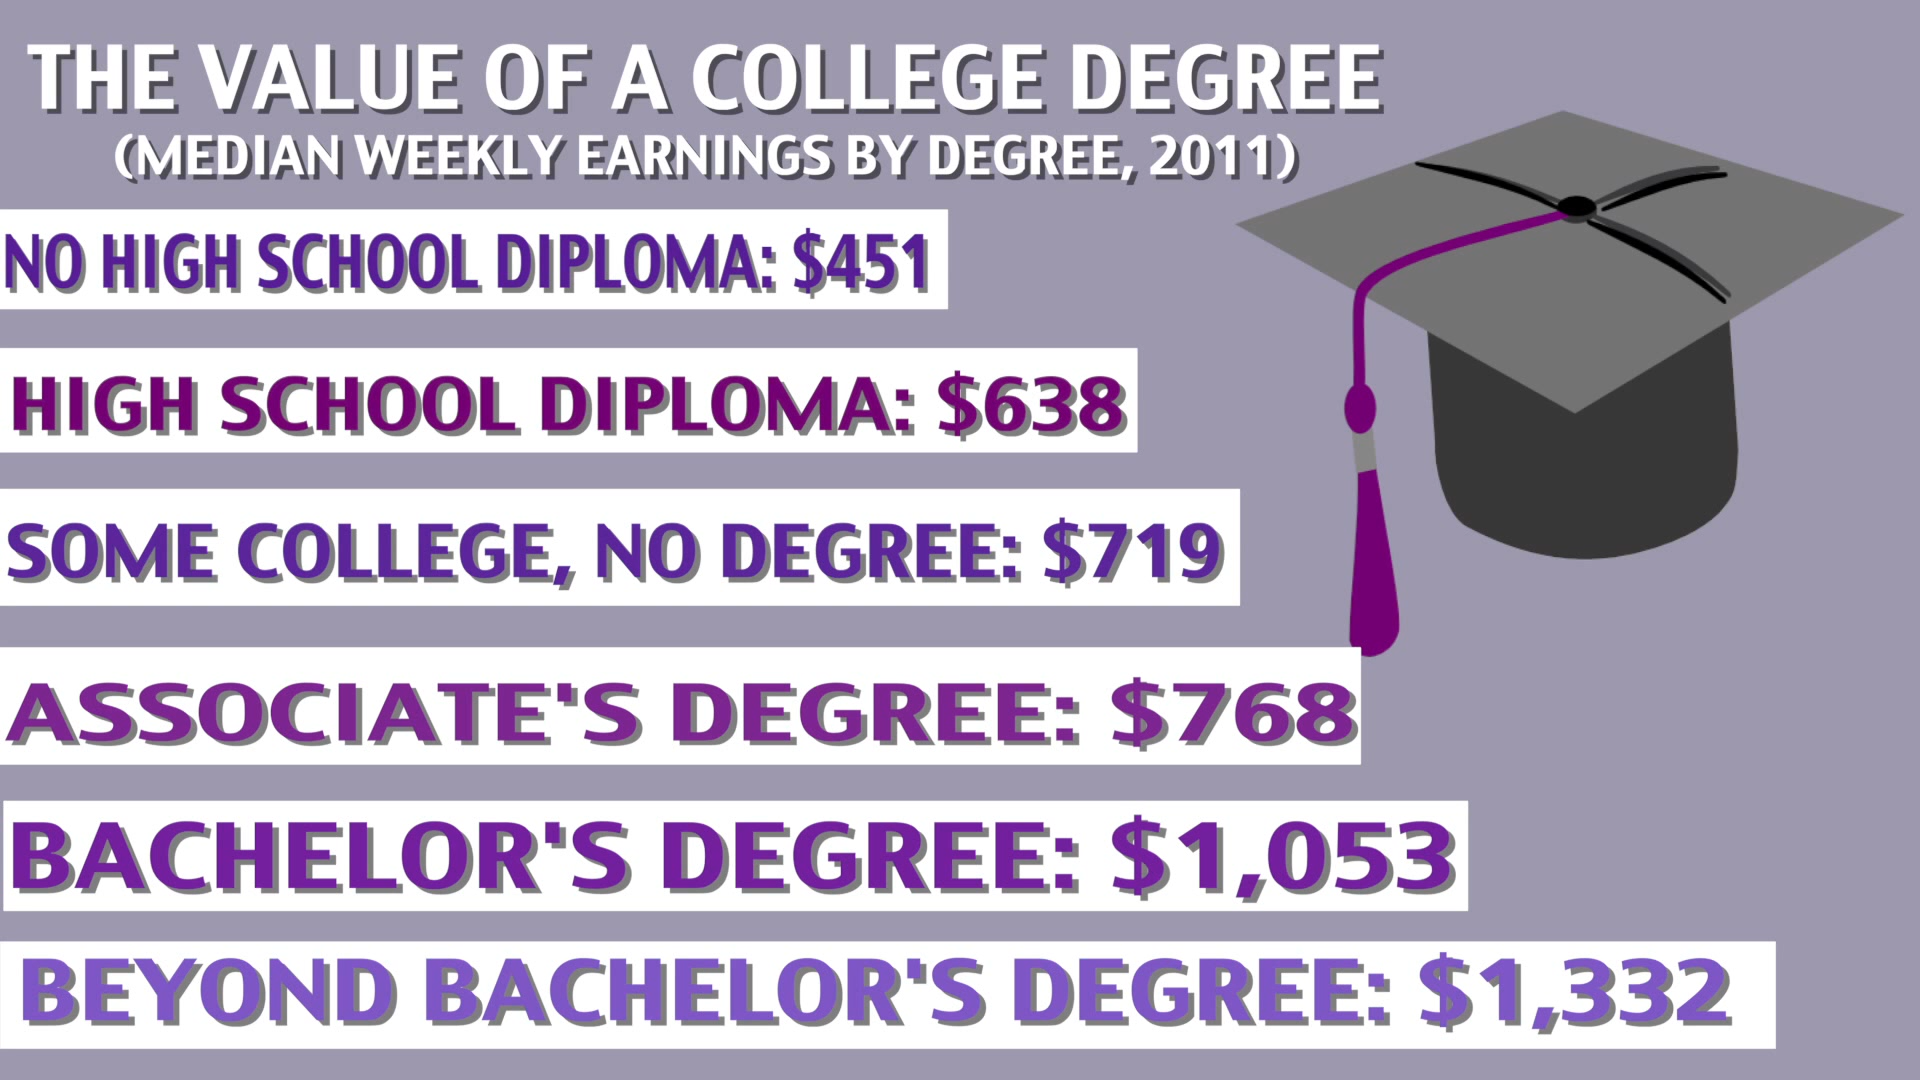 THE VALUE OF A COLLEGE DEGREE
(MEDIAN WEEKLY EARNINGS BY DEGREE, 2011)
NO HIGH SCHOOL DIPLOMA: $451
HIGH SCHOOL DIPLOMA: $638
SOME COLLEGE, NO DEGREE: $719
ASSOCIATE'S DEGREE: $768
BACHELOR'S DEGREE: $1,053
BEYOND BACHELOR'S DEGREE: $1,332